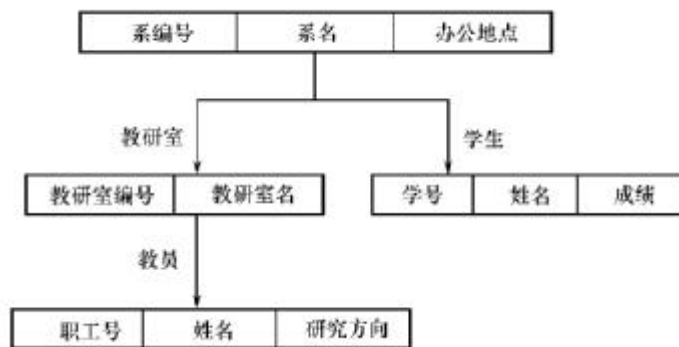 系编号 系名 办公地点
教研室 学生
教研室编号 教研室名 学号 姓名 成绩
教员
职工号 姓名 研究方向